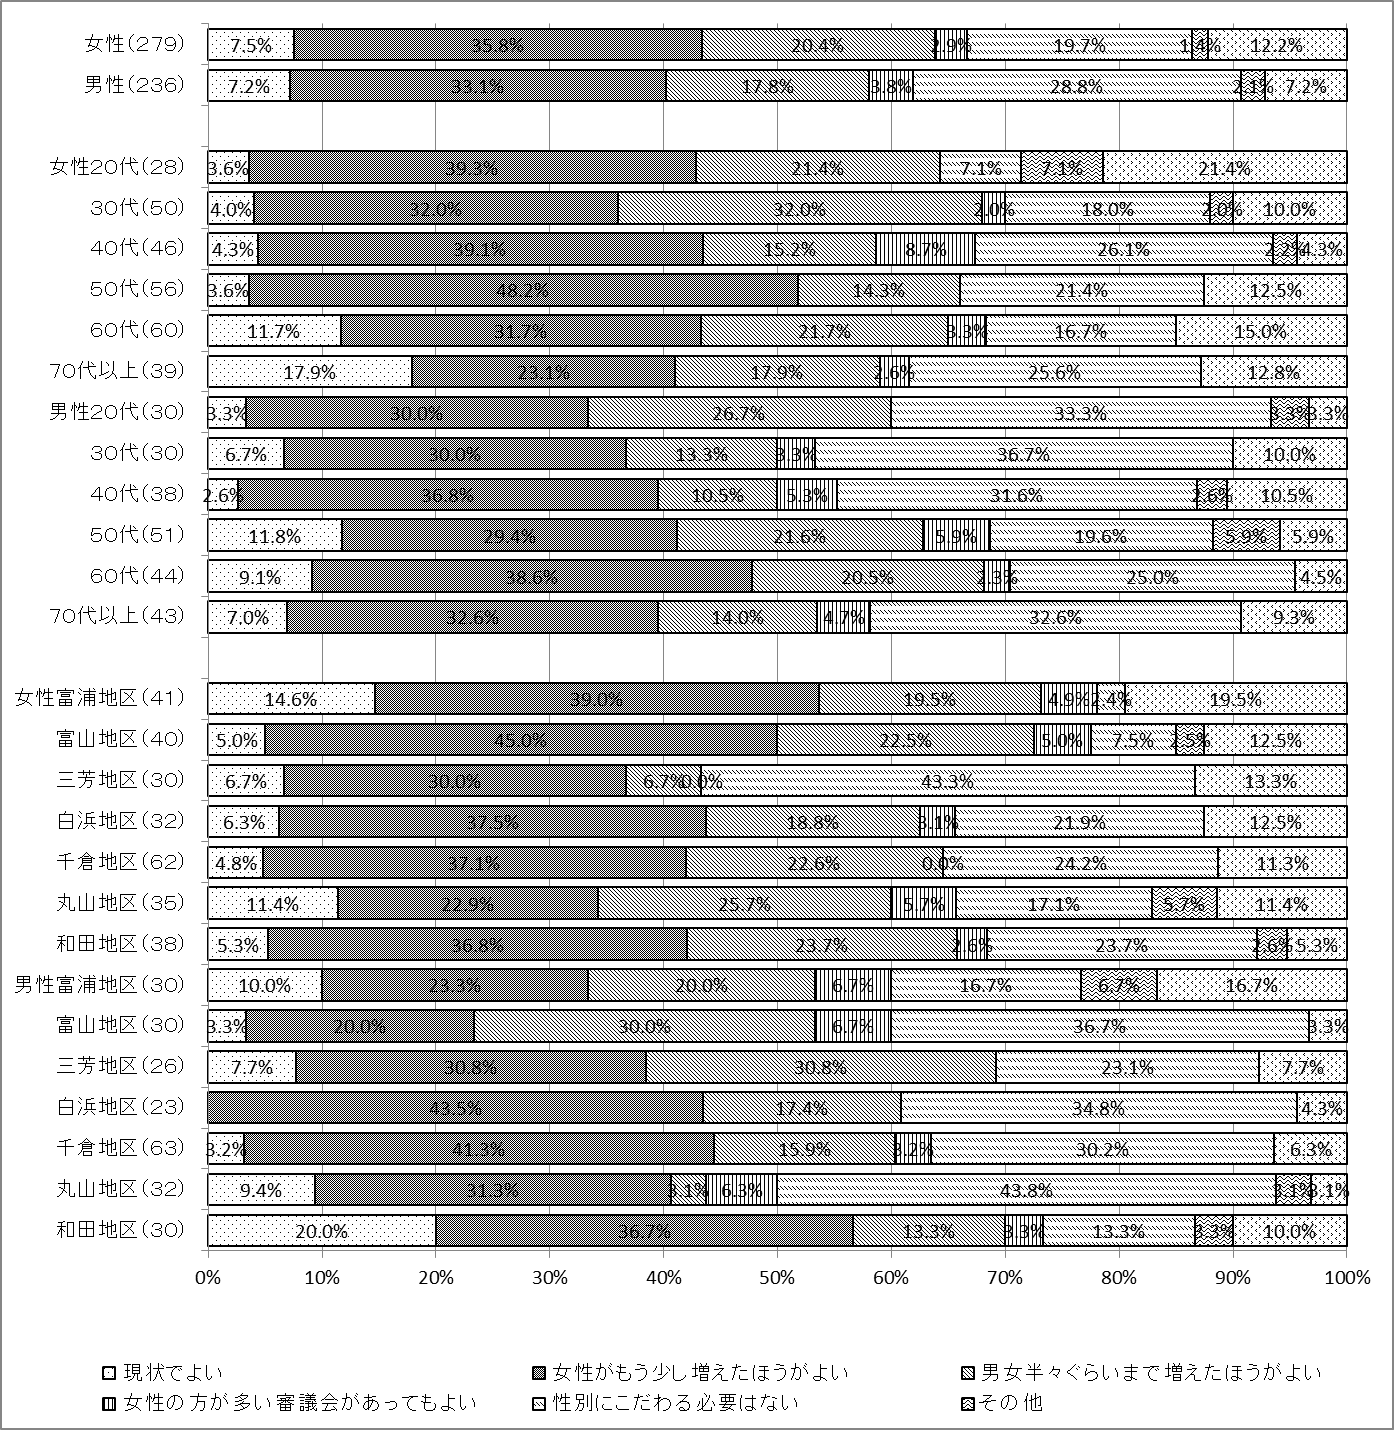 女性(279) 7.5% 35.8% 20.4% 2.9% 19.7% 1.4% 12.2%
男性(236) 7.2% 33.1% 17.8% 3.8% 28.8% 2.1% 7.2%
女性20代(28) 3.6% 39.3% 21.4% 7.1% 7.1% 21.4%
30代(50) 4.0% 32.0% 32.0% 2.0% 18.0% 2.0% 10.0%
40代(46) 4.3% 39.1% 15.2% 8.7% 26.1% 2.2% 4.3%
50代(56) 3.6% 48.2% 14.3% 21.4% 12.5%
60代(60) 11.7% 31.7% 21.7% 3.3% 16.7% 15.0%
70代以上(39) 17.9% 23.1% 17.9% 2.6% 25.6% 12.8%
男性20代(30) 3.3% 30.0% 26.7% 33.3% 3.3% 3.3%
30代(30) 6.7% 30.0% 13.3% 3.3% 36.7% 10.0%
40代(38) 2.6% 36.8% 10.5% 5.3% 31.6% 2.6% 10.5%
50代(51) 11.8% 29.4% 21.6% 5.9% 19.6% 5.9% 5.9%
60代(44) 9.1% 38.6% 20.5% 2.3% 25.0% 4.5%
70代以上(43) 7.0% 32.6% 14.0% 4.7% 32.6% 9.3%
女性富浦地区(41) 14.6% 39.0% 19.5% 4.9% 2.4% 19.5%
富山地区(40) 5.0% 45.0% 22.5% 5.0% 7.5% 2.5% 12.5%
三芳地区(30) 6.7% 30.0% 6.7% 0.0% 43.3% 13.3%
白浜地区(32) 6.3% 37.5% 18.8% 3.1% 21.9% 12.5%
千倉地区(62) 4.8% 37.1% 22.6% 0.0% 24.2% 11.3%
丸山地区(35) 11.4% 22.9% 25.7% 5.7% 17.1% 5.7% 11.4%
和田地区(38) 5.3% 36.8% 23.7% 2.6% 23.7% 2.6% 5.3%
男性富浦地区(30) 10.0% 23.3% 20.0% 6.7% 16.7% 6.7% 16.7%
富山地区(30) 3.3% 20.0% 30.0% 6.7% 36.7% 3.3%
三芳地区(26) 7.7% 30.8% 30.8% 23.1% 7.7%
白浜地区(23) 43.5% 17.4% 34.8% 4.3%
千倉地区(63) 3.2% 41.3% 15.9% 3.2% 30.2% 6.3%
丸山地区(32) 9.4% 31.3% 3.1% 6.3% 43.8% 3.1% 3.1%
和田地区(30) 20.0% 36.7% 13.3% 3.3% 13.3% 3.3% 10.0%
0% 10% 20% 30% 40% 50% 60% 70% 80% 90% 100%
現状でよい 女性がもう少し増えたほうがよい 男女半々ぐらいまで増えたほうがよい
女性の方が多い審議会があってもよい 性別にこだわる必要はない その他